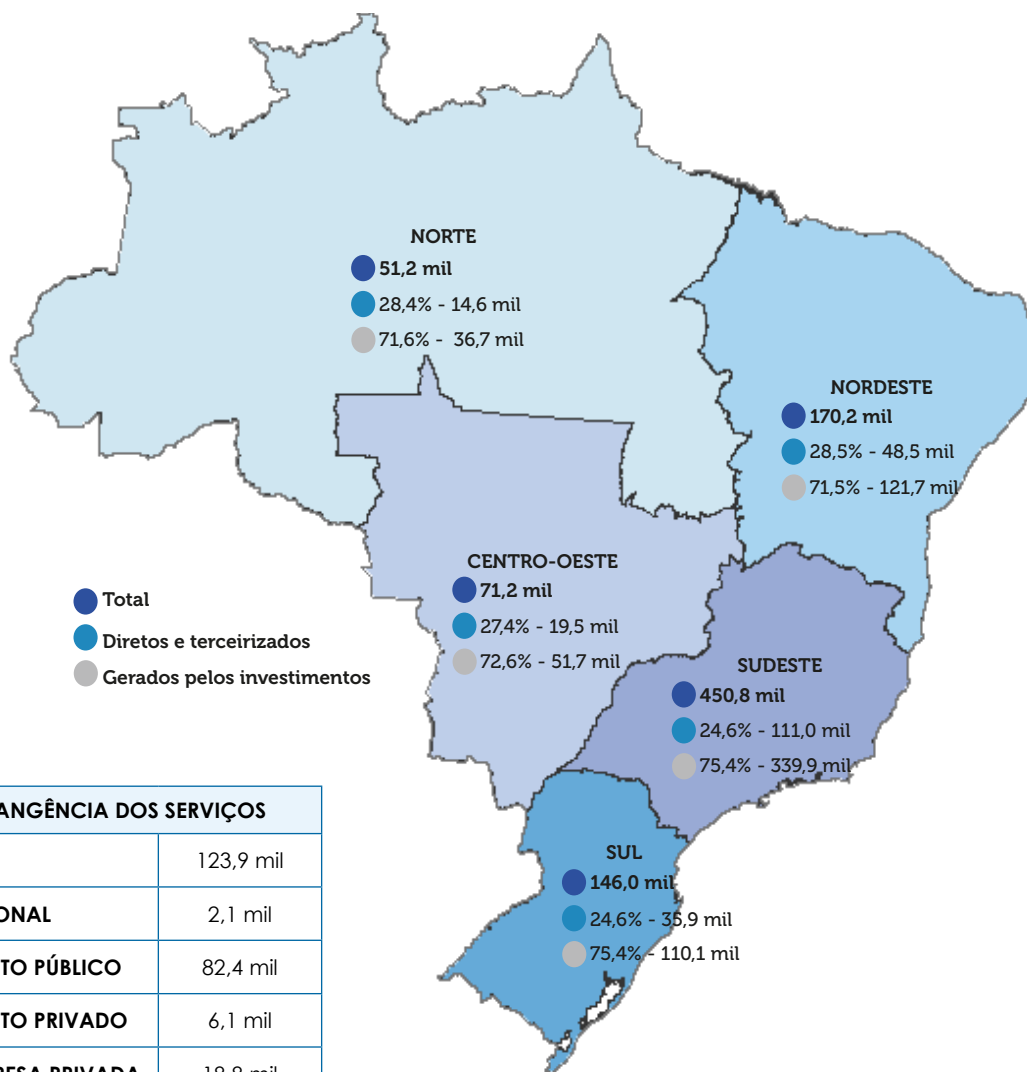 NORTE
51,2 mil
28,4% - 14,6 mil
71,6% - 36,7 mil
NORDESTE
170,2 mil
28,5% - 48,5 mil
71,5% - 121,7 mil
CENTRO-OESTE
71,2 mil
27,4% - 19,5 mil
72,6% - 51,7 mil
Total
Diretos e terceirizados
Gerados pelos investimentos
SUDESTE
450,8 mil
24,6% - 111,0 mil
75,4% - 339,9 mil
SUL
146,0 mil
24,6% - 35,9 mil
75,4% - 110,1 mil
ANGÊNCIA DOS SERVIÇOS
123,9 mil
ONAL 2,1 mil
TO PÚBLICO 82,4 mil
TO PRIVADO 6,1 mil